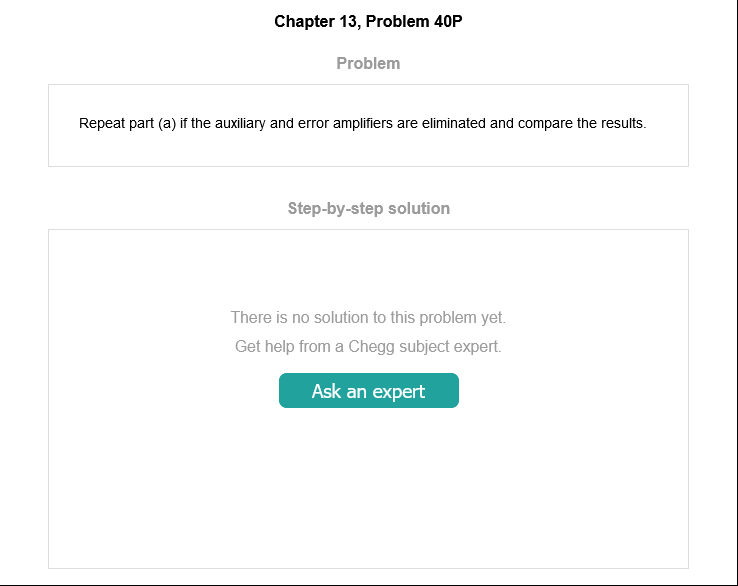 Chapter 13, Problem 40P
Problem
Repeat part (a) if the auxiliary and error amplifiers are eliminated and compare the results.
Step-by-step solution
There is no solution to this problem yet.
Get help from a Chegg subject expert.
Ask an expert